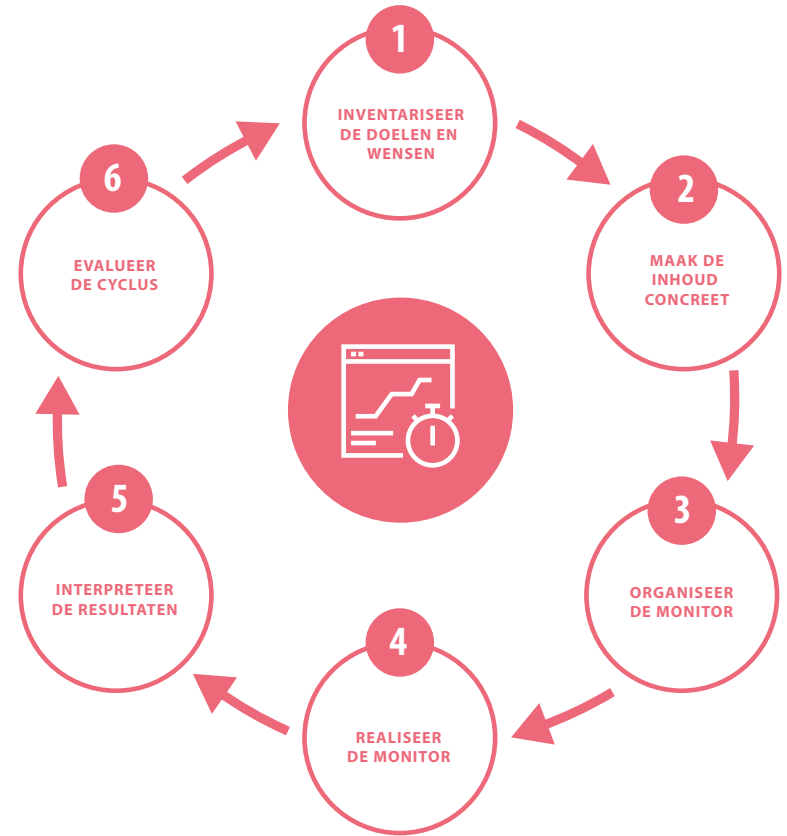 1
INVENTARISEER
DE DOELEN EN
WENSEN
2
MAAK DE
INHOUD
CONCREET
3
ORGANISEER
DE MONITOR
4
REALISEER
DE MONITOR
5
INTERPRETEER
DE RESULTATEN
6
EVALUEER
DE CYCLUS